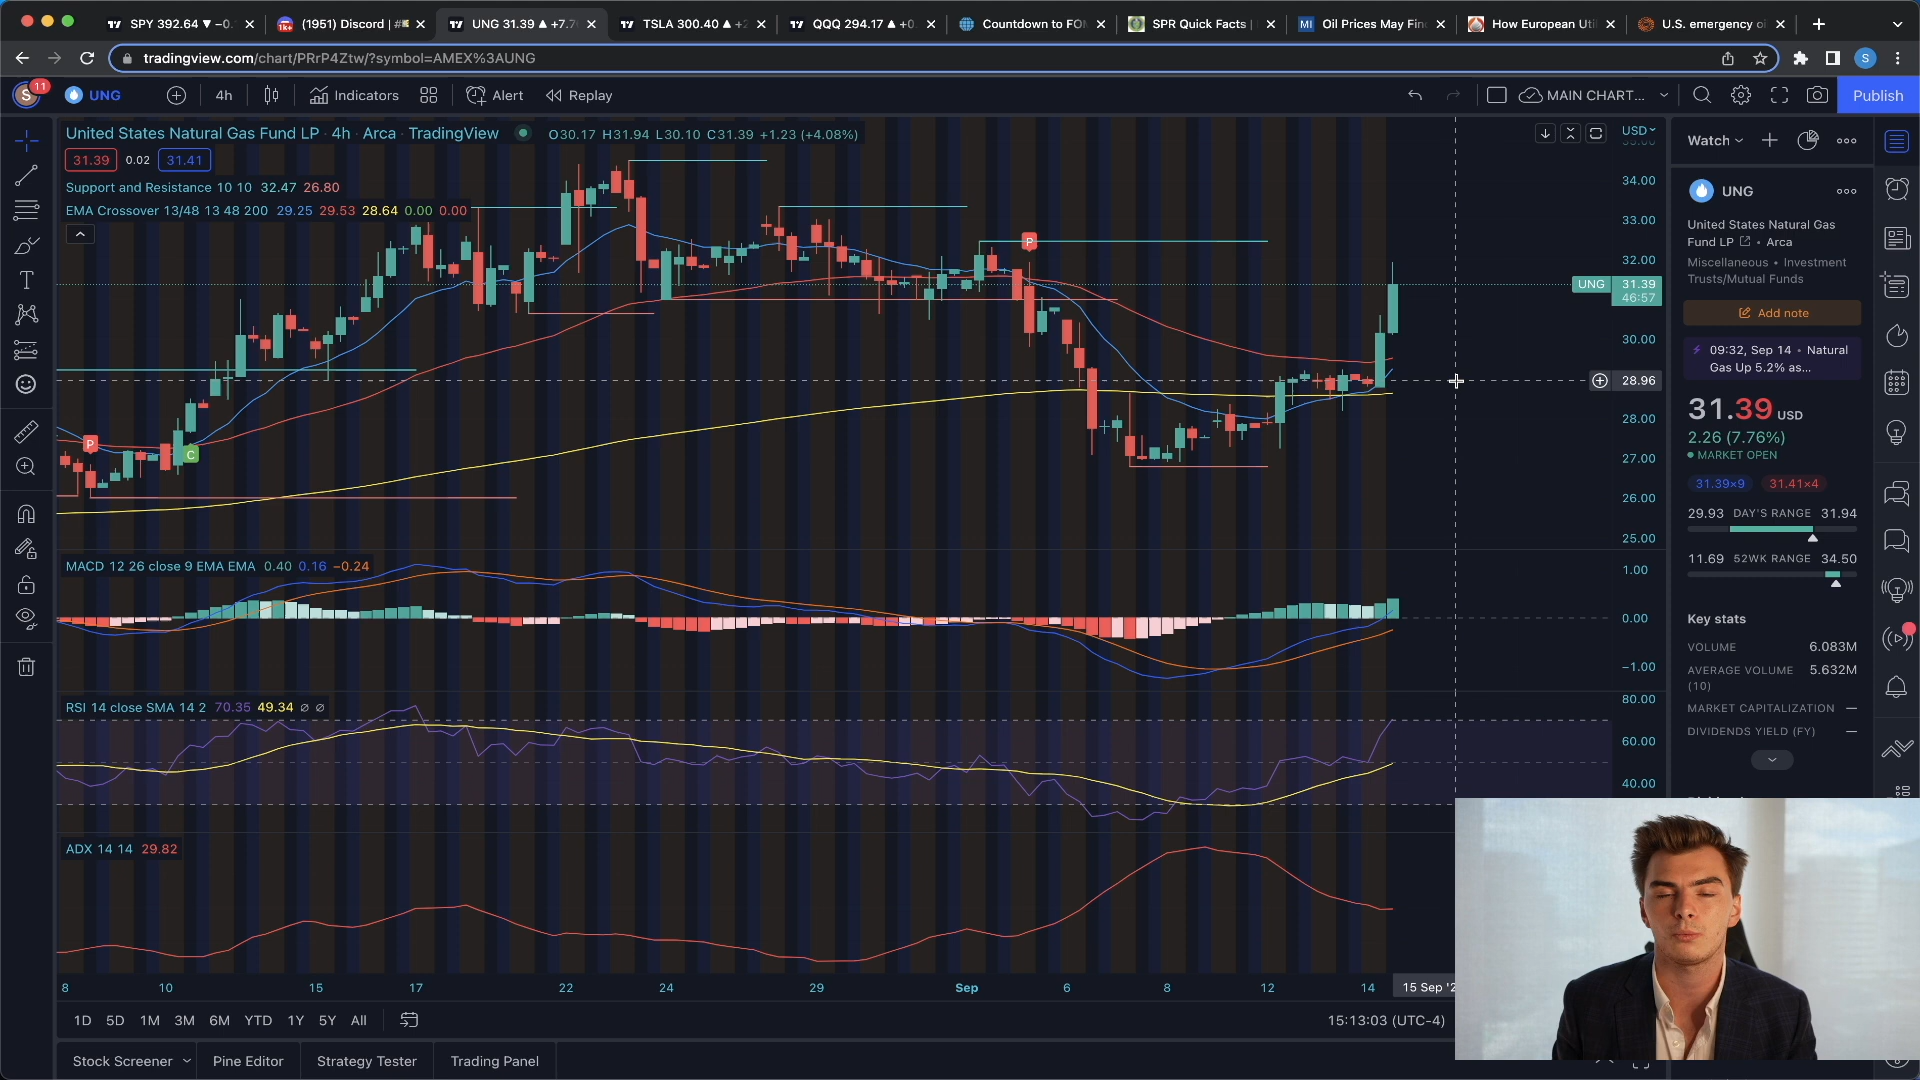 SPY 392.64 ▼ −0.
(1951) Discord | #
UNG 31.39 ▲ +7.7
TSLA 300.40 ▲ +2
QQQ 294.17 ▲ +0.
Countdown to FOM
SPR Quick Facts |
Oil Prices May Fin
How European Uti
U.S. emergency oi
tradingview.com/chart/PRrP4Ztw/?symbol=AMEX%3AUNG
S
11
UNG
4h
Indicators
Alert
Replay
MAIN CHART...
Publish
United States Natural Gas Fund LP · 4h · Arca · TradingView
O30.17 H31.94 L30.10 C31.39 +1.23 (+4.08%)
31.39 0.02 31.41
Support and Resistance 10 10 32.47 26.80
EMA Crossover 13/48 13 48 200 29.25 29.53 28.64 0.00 0.00
P
C
P
USD
35.00
34.00
33.00
32.00
UNG 31.39
46:57
30.00
28.96
28.00
27.00
26.00
25.00
MACD 12 26 close 9 EMA EMA 0.40 0.16 −0.24
1.00
0.00
−1.00
RSI 14 close SMA 14 2 70.35 49.34 ∅ ∅
80.00
60.00
40.00
ADX 14 14 29.82
8 10 15 17 22 24 29 Sep 6 8 12 14 15 Sep '2
1D 5D 1M 3M 6M YTD 1Y 5Y All
15:13:03 (UTC-4)
Stock Screener
Pine Editor
Strategy Tester
Trading Panel
Watch
UNG
United States Natural Gas
Fund LP • Arca
Miscellaneous • Investment
Trusts/Mutual Funds
Add note
09:32, Sep 14 • Natural
Gas Up 5.2% as...
31.39 USD
2.26 (7.76%)
MARKET OPEN
31.39×9 31.41×4
29.93 DAY'S RANGE 31.94
11.69 52WK RANGE 34.50
Key stats
VOLUME 6.083M
AVERAGE VOLUME 5.632M
(10)
MARKET CAPITALIZATION —
DIVIDENDS YIELD (FY) —